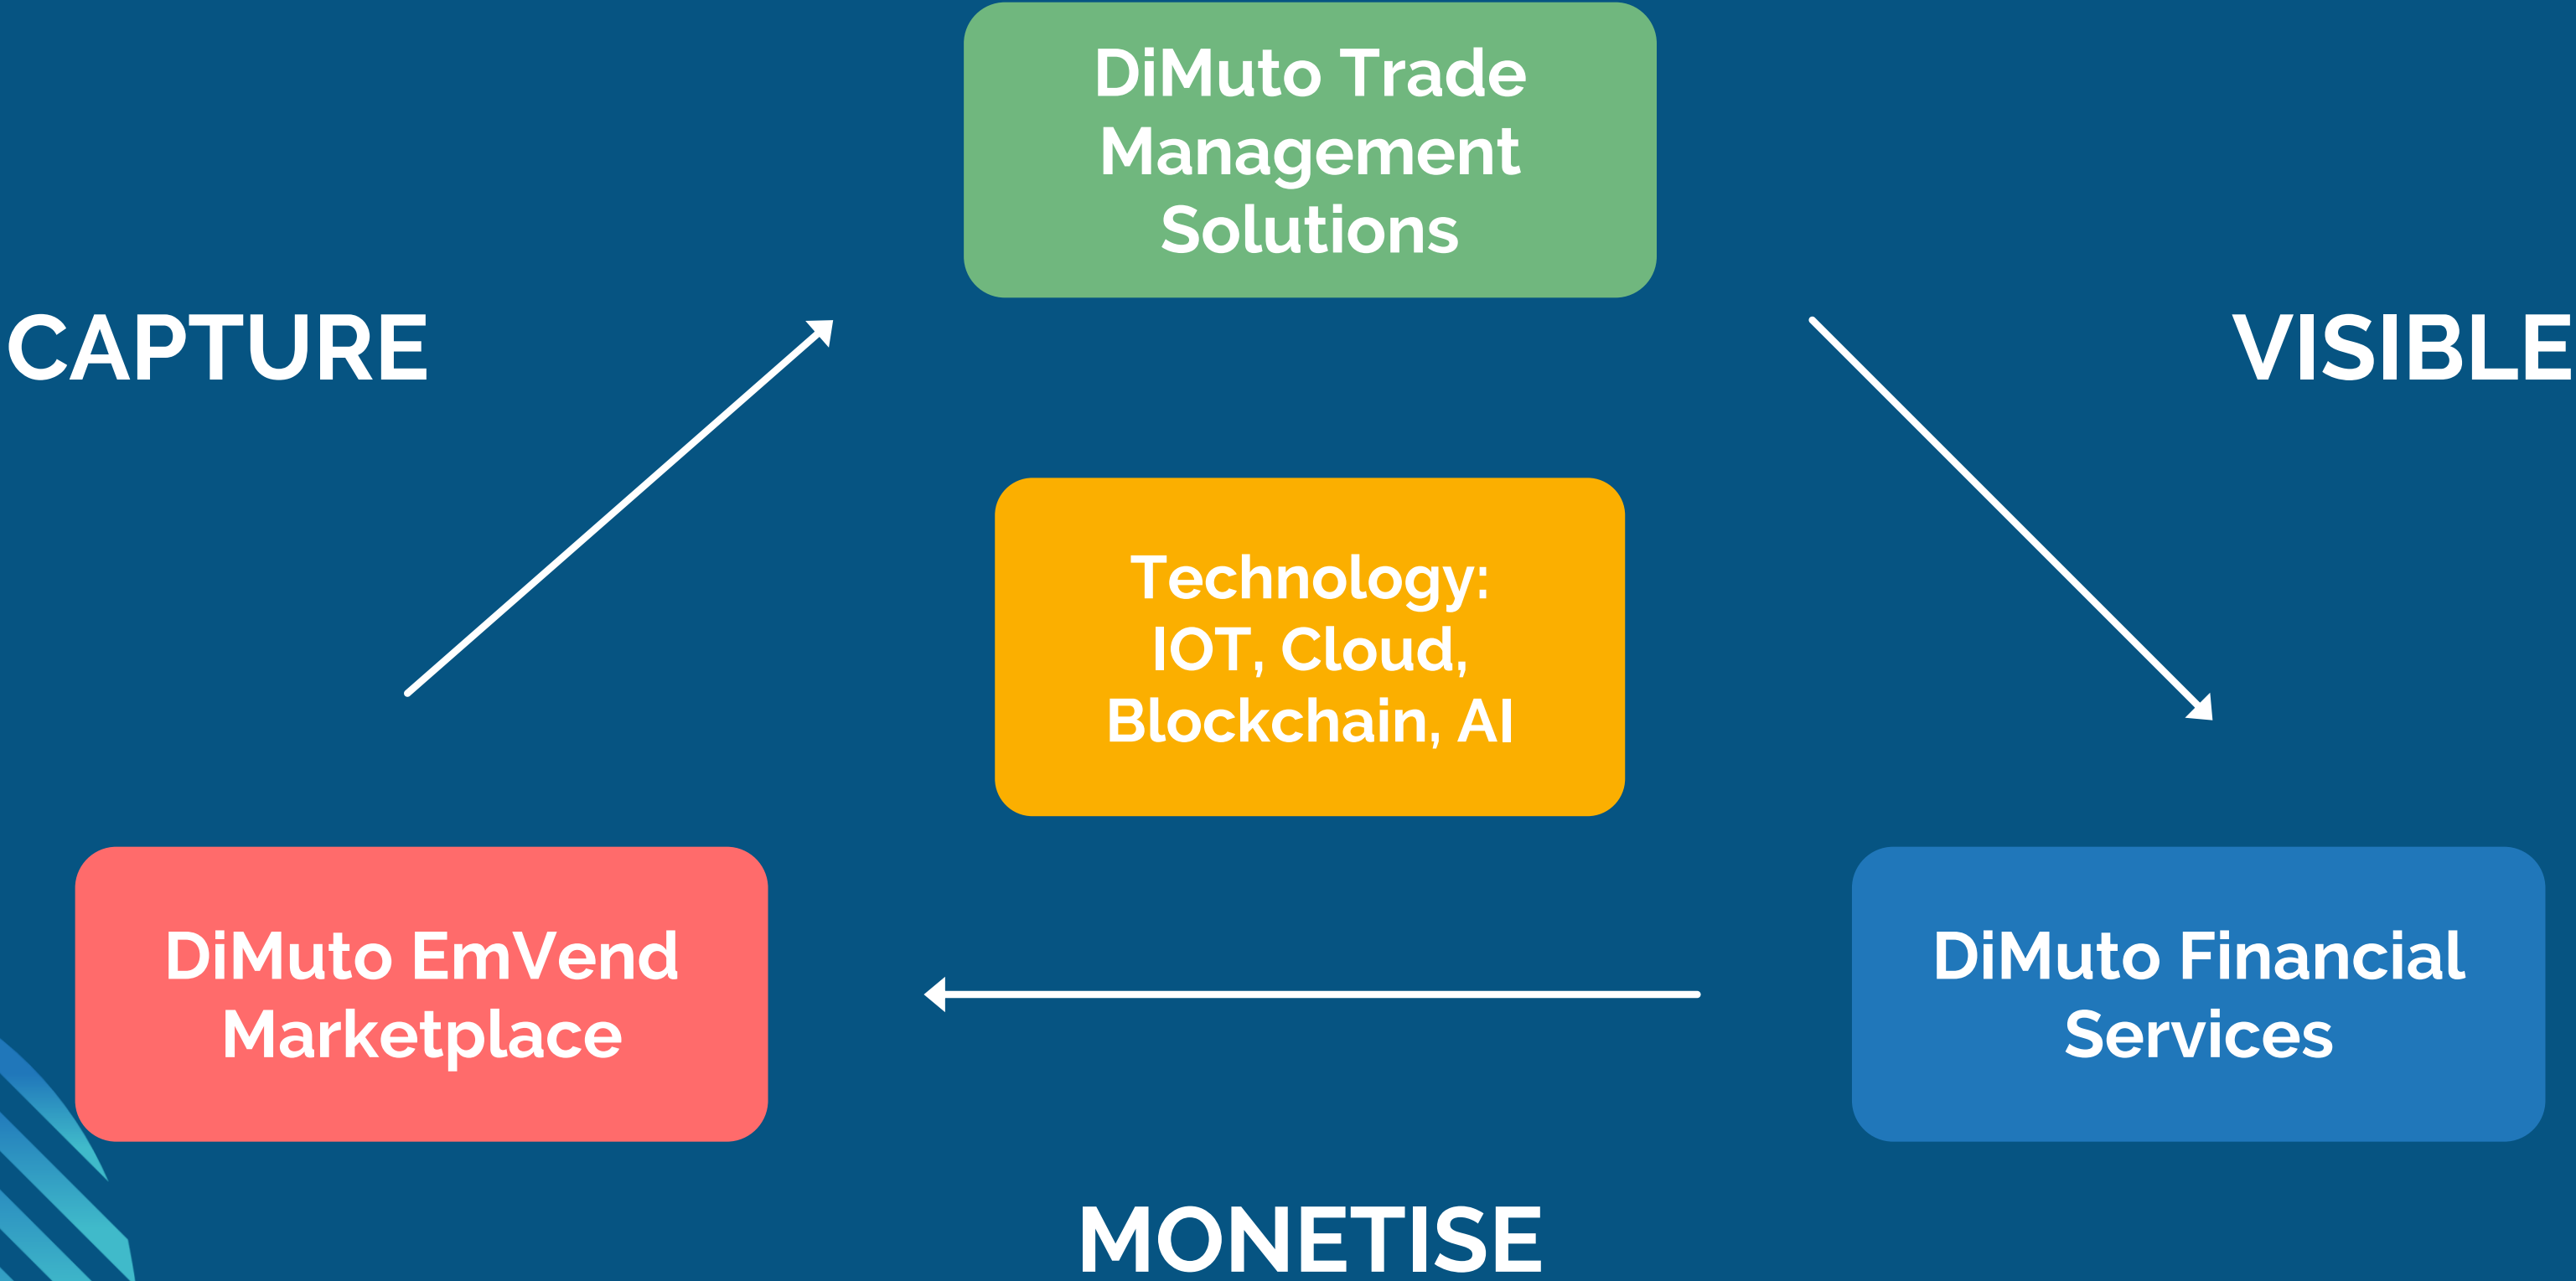 DiMuto Trade
Management
Solutions
CAPTURE
VISIBLE
Technology:
IOT, Cloud,
Blockchain, AI
DiMuto EmVend
Marketplace
DiMuto Financial
Services
MONETISE